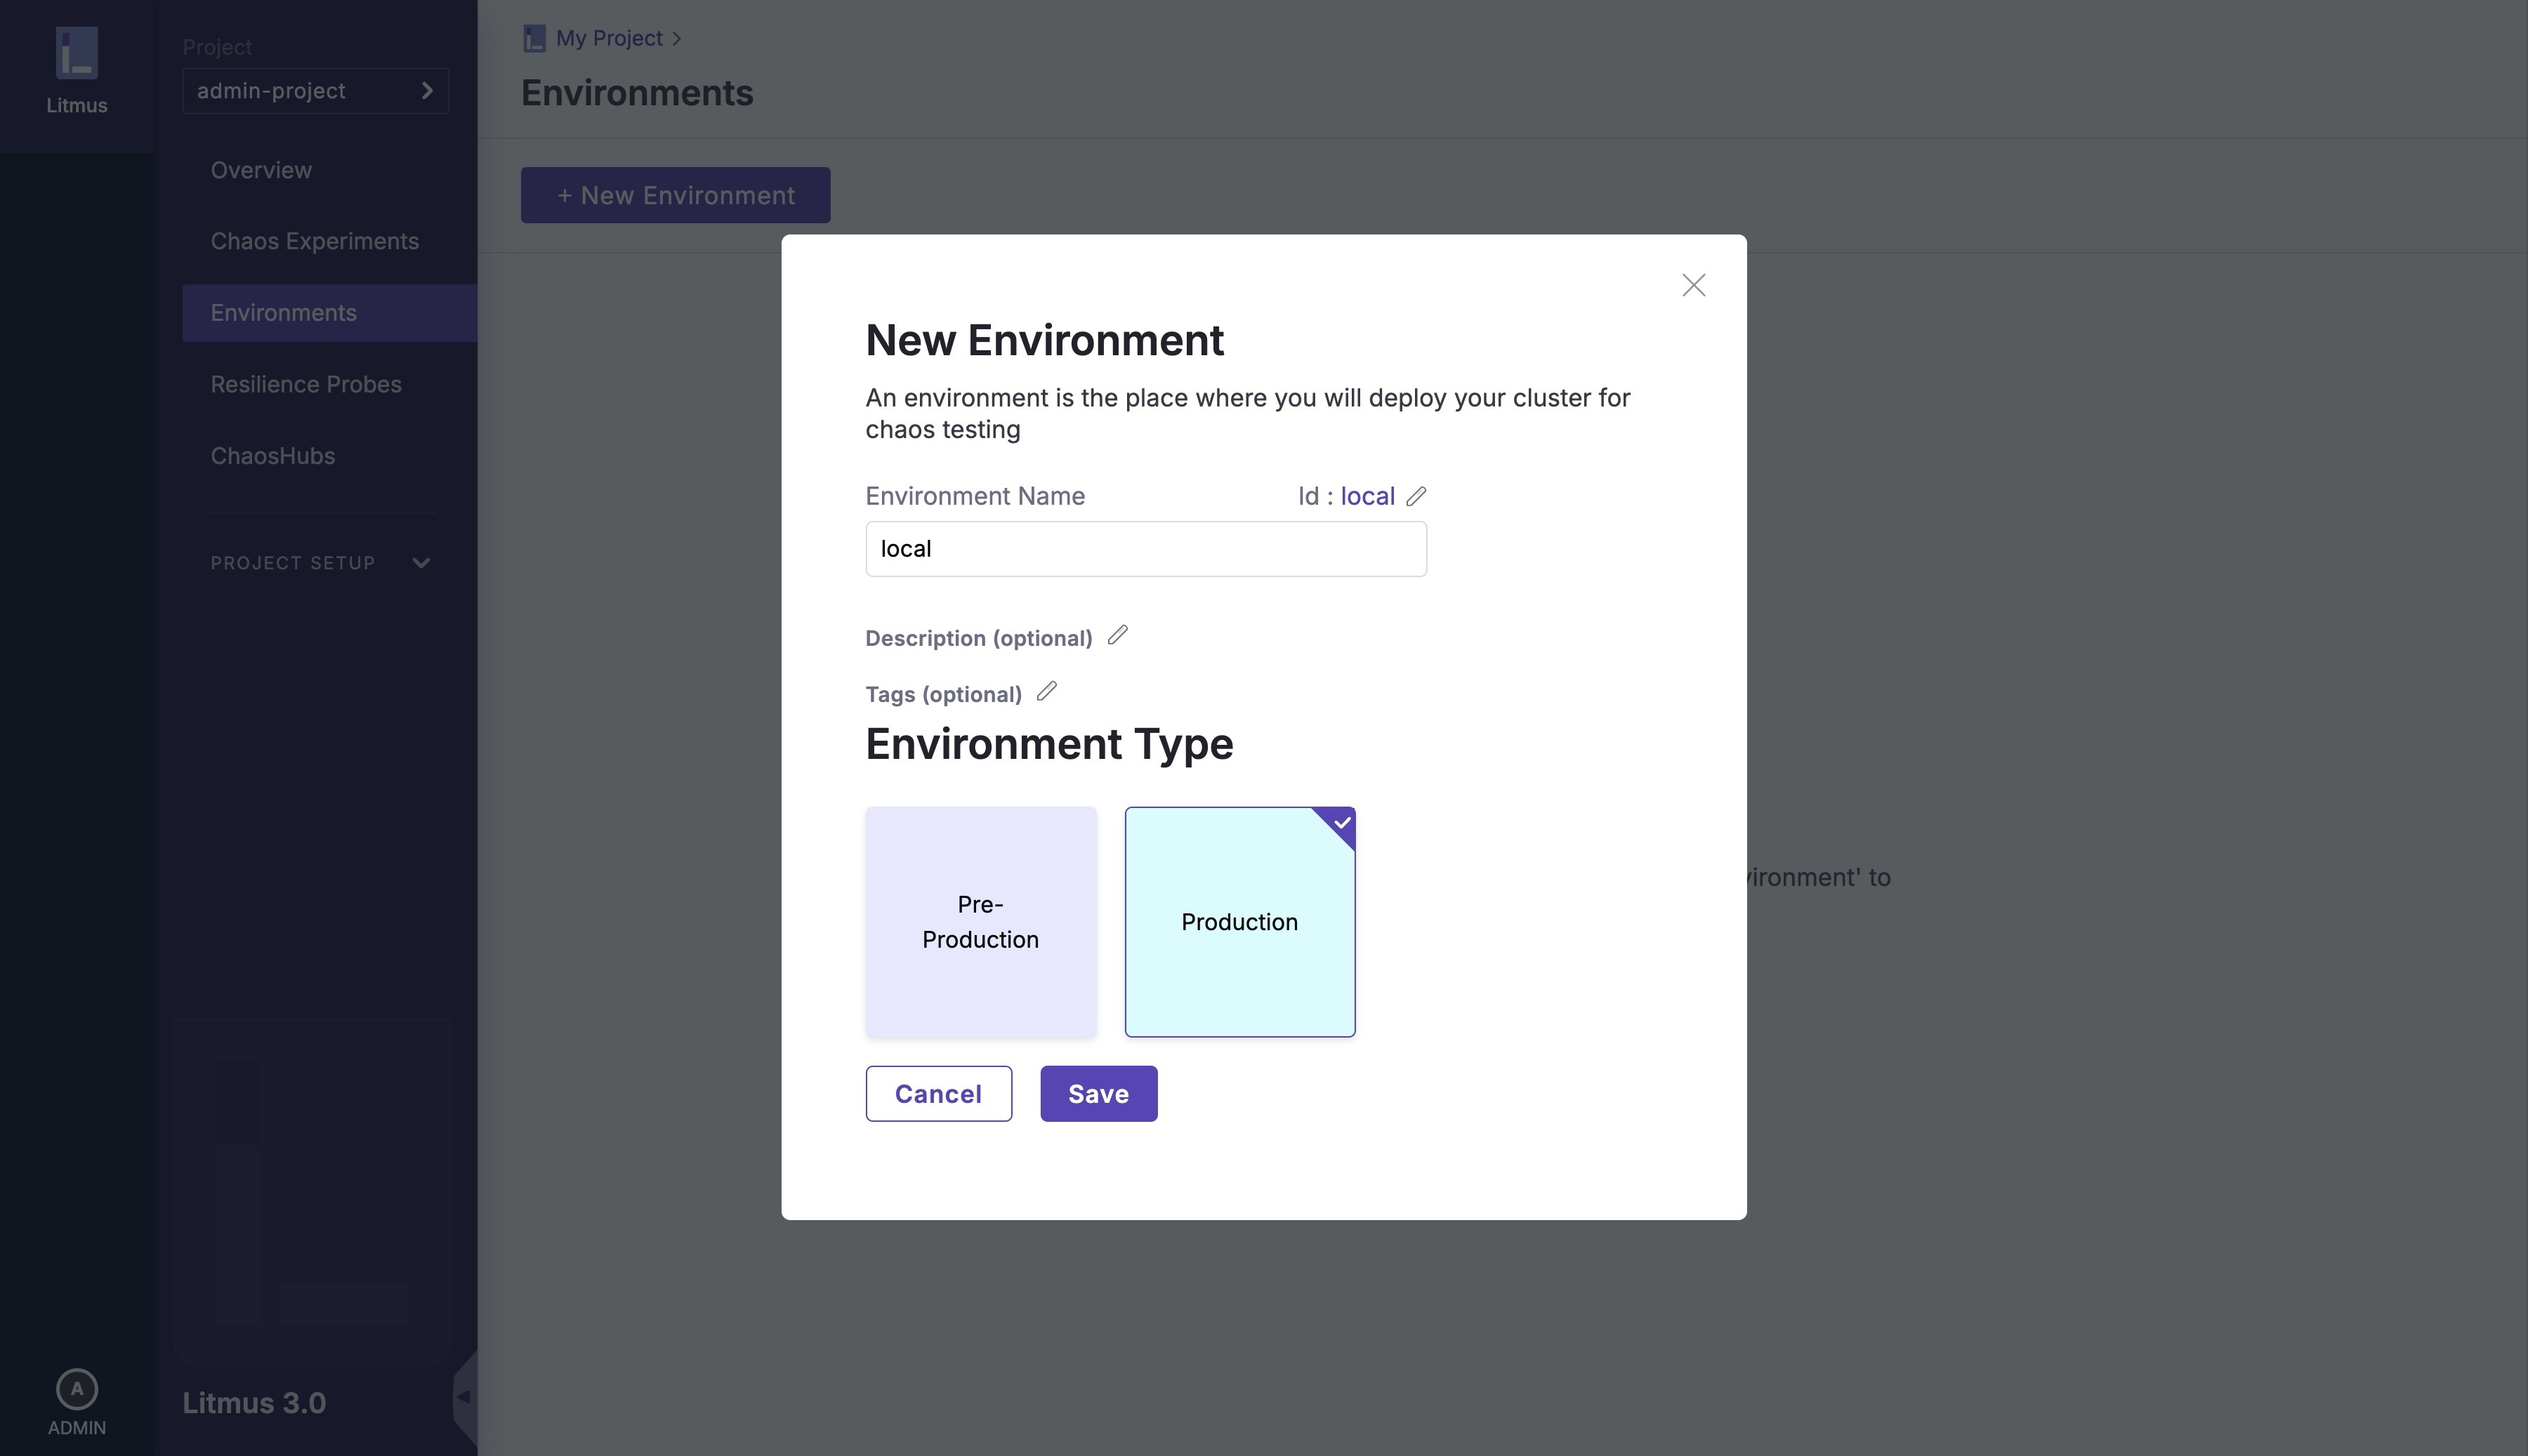 Litmus
Project
admin-project
Overview
Chaos Experiments
Environments
Resilience Probes
ChaosHubs
PROJECT SETUP
Litmus 3.0
A
ADMIN
My Project
Environments
+ New Environment
New Environment
An environment is the place where you will deploy your cluster for
chaos testing
Environment Name
Id : local
local
Description (optional)
Tags (optional)
Environment Type
Pre-
Production
Production
Cancel
Save
' to